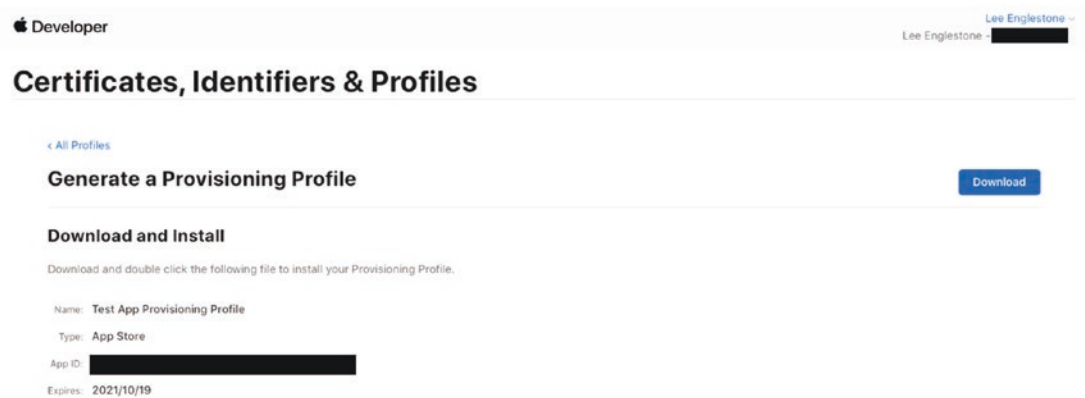 Developer
Lee Englestone
Lee Englestone -
Certificates, Identifiers & Profiles
< All Profiles
Generate a Provisioning Profile
Download
Download and Install
Download and double click the following file to install your Provisioning Profile.
Name: Test App Provisioning Profile
Type: App Store
App ID:
Expires: 2021/10/19